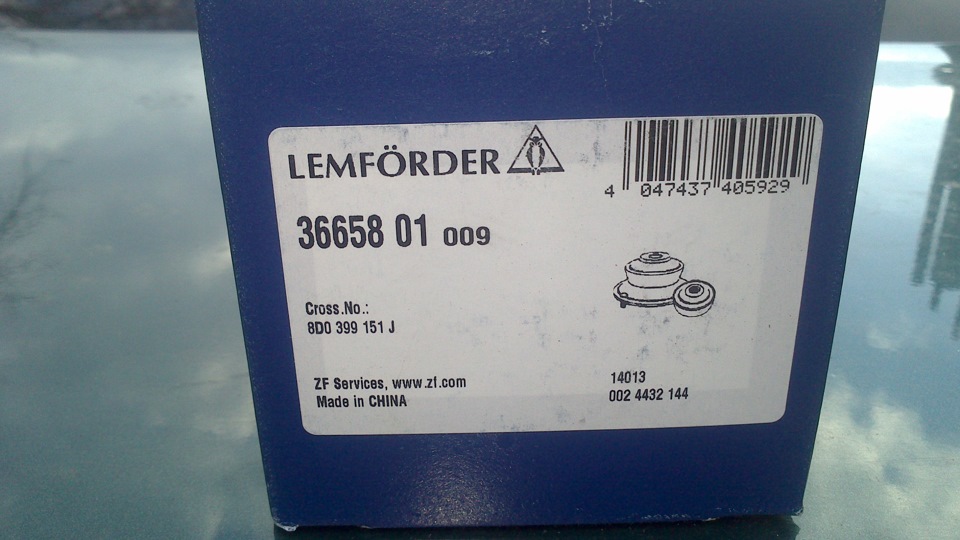 LEMFÖRDER
4 047437 405929
36658 01 009
Cross.No.:
8D0 399 151 J
ZF Services, www.zf.com
Made in CHINA
14013
002 4432 144